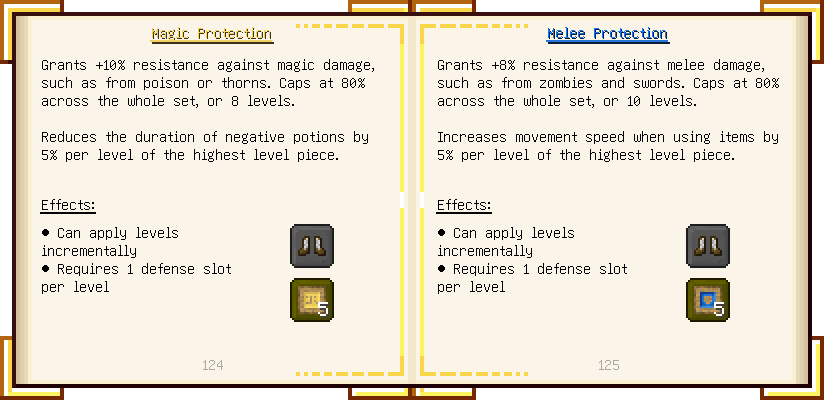 Magic Protection
Grants +10% resistance against magic damage,
such as from poison or thorns. Caps at 80%
across the whole set, or 8 levels.
Reduces the duration of negative potions by
5% per level of the highest level piece.
Effects:
• Can apply levels
incrementally
• Requires 1 defense slot
per level
5
124
Melee Protection
Grants +8% resistance against melee damage,
such as from zombies and swords. Caps at 80%
across the whole set, or 10 levels.
Increases movement speed when using items by
5% per level of the highest level piece.
Effects:
• Can apply levels
incrementally
• Requires 1 defense slot
per level
5
125